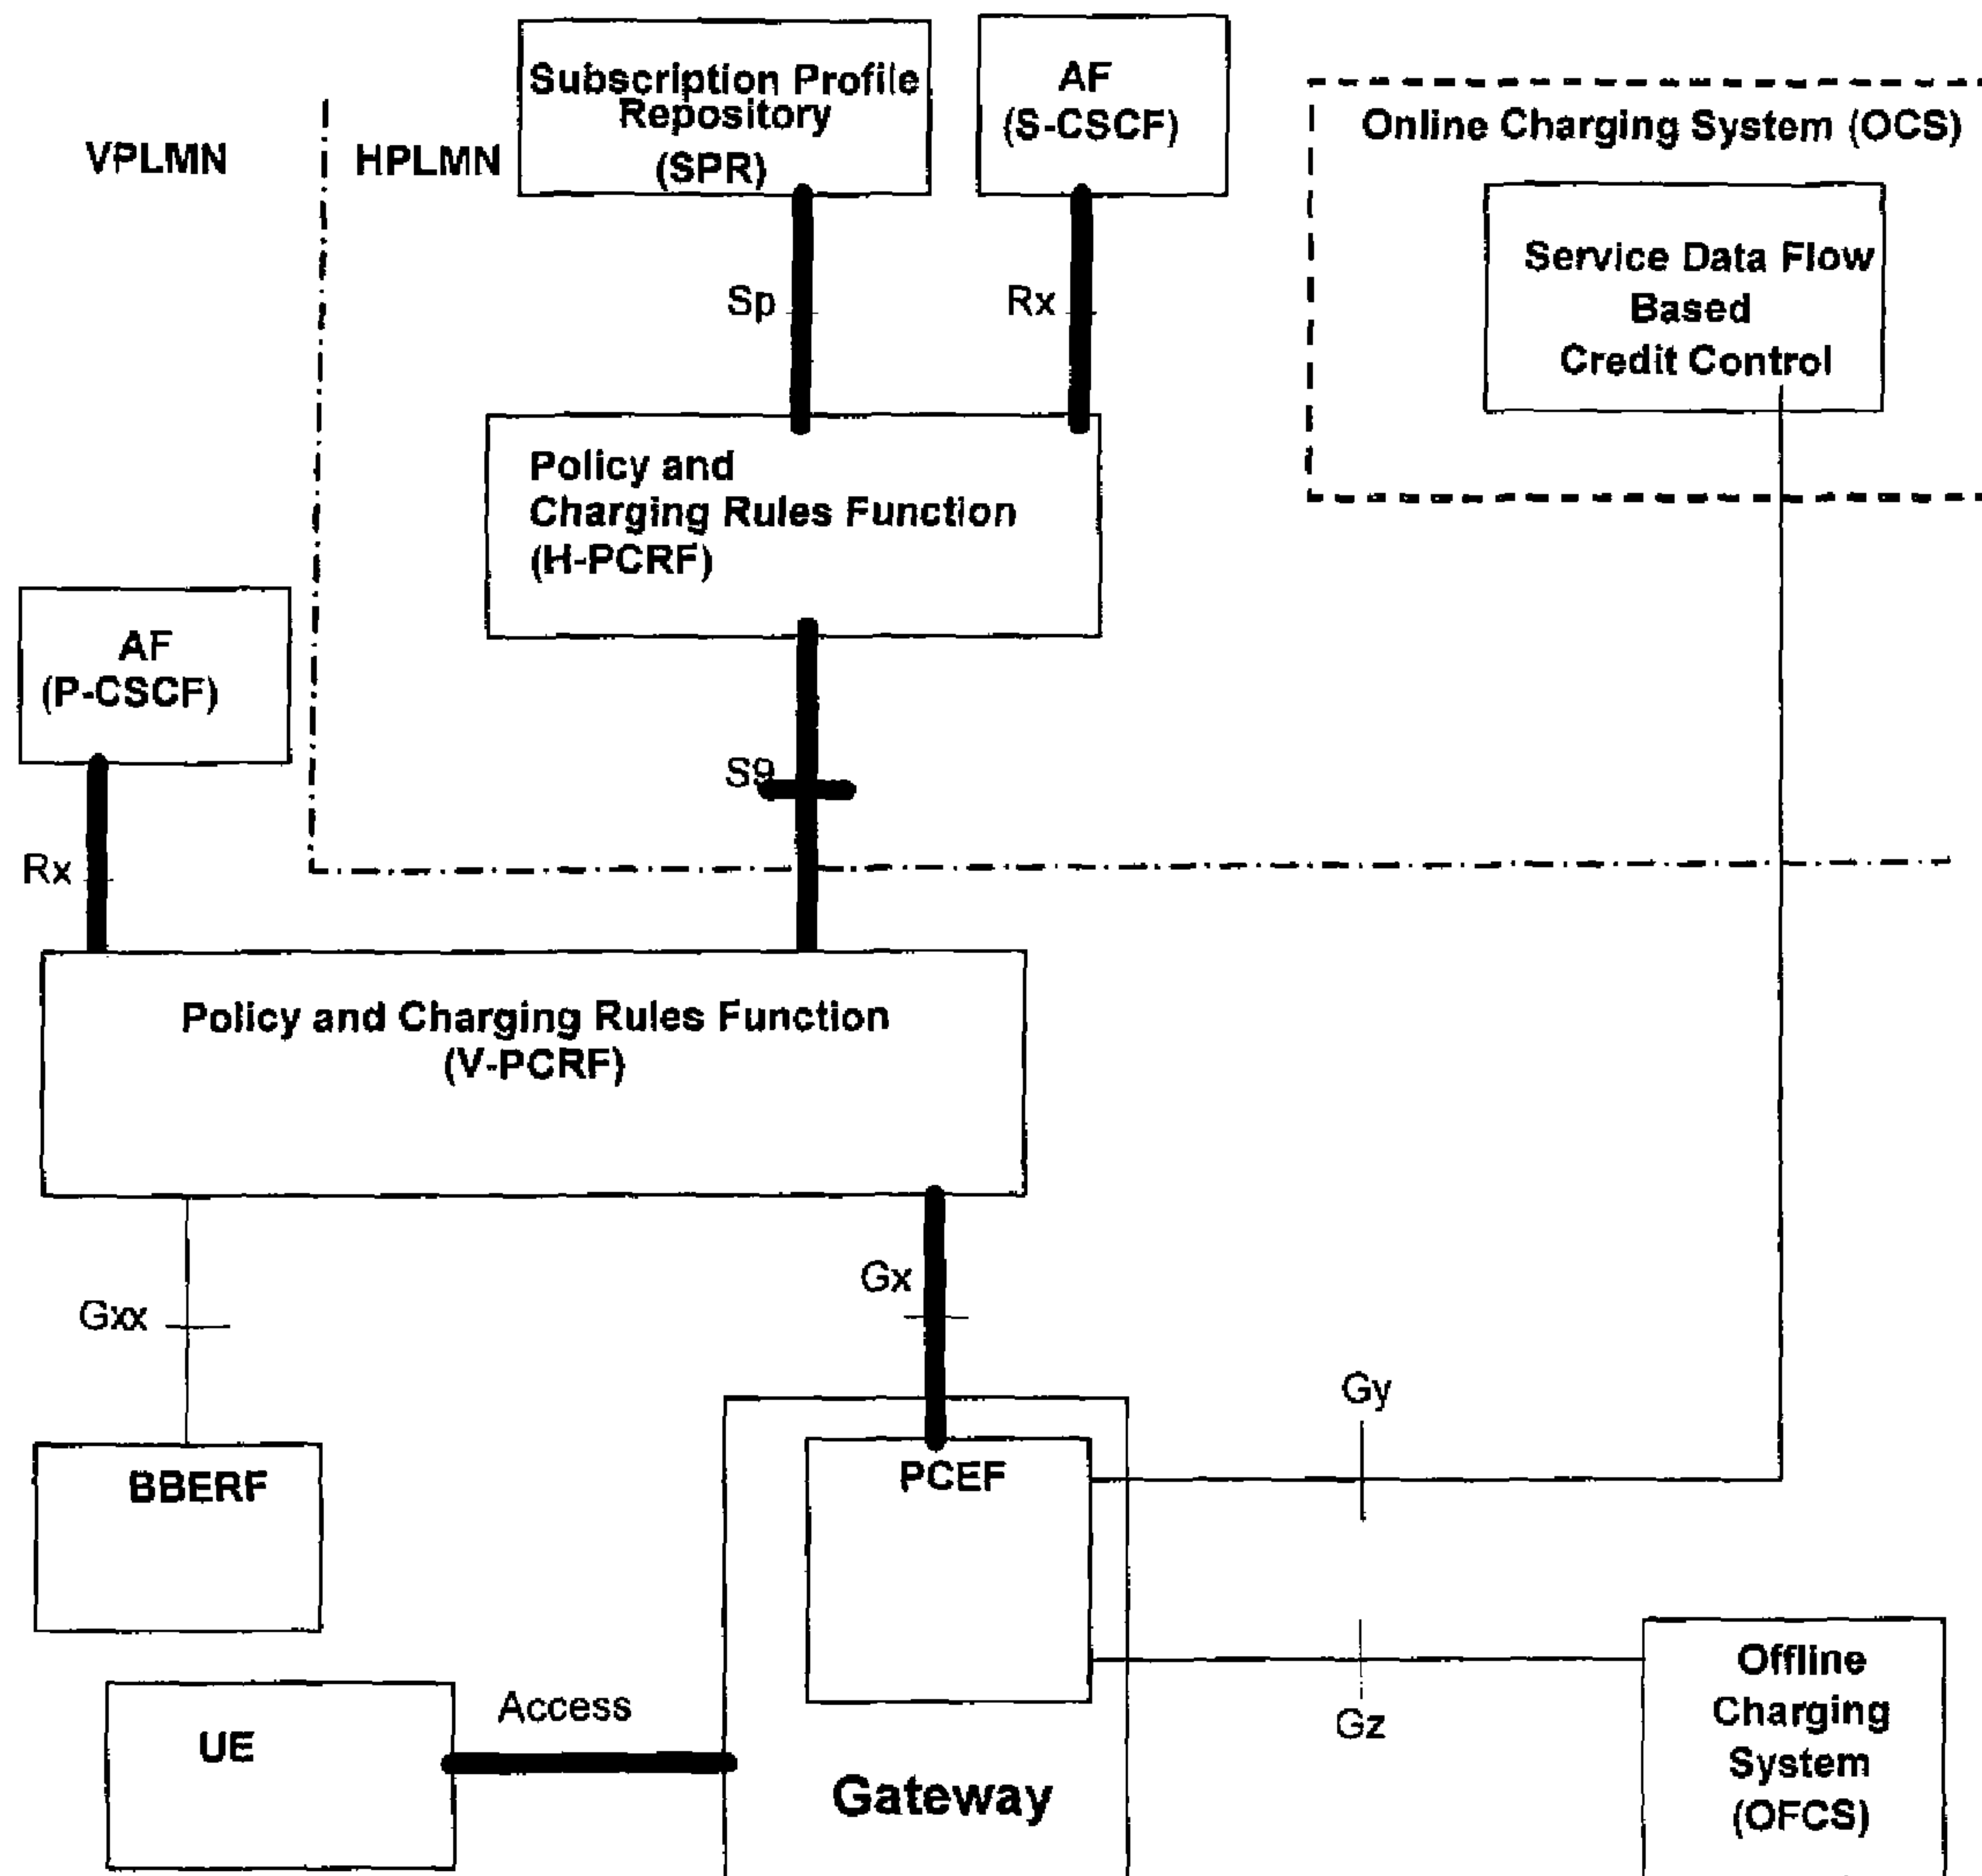 Subscription Profile
Repository
(SPR)
AF
(S-CSCF)
Online Charging System (OCS)
VPLMN
HPLMN
Service Data Flow
Based
Credit Control
Sp
Rx
Policy and
Charging Rules Function
(H-PCRF)
AF
(P-CSCF)
S9
Rx
Policy and Charging Rules Function
(V-PCRF)
Gx
Gxx
Gy
PCEF
BBERF
Offline
Charging
System
(OFCS)
Access
Gz
UE
Gateway